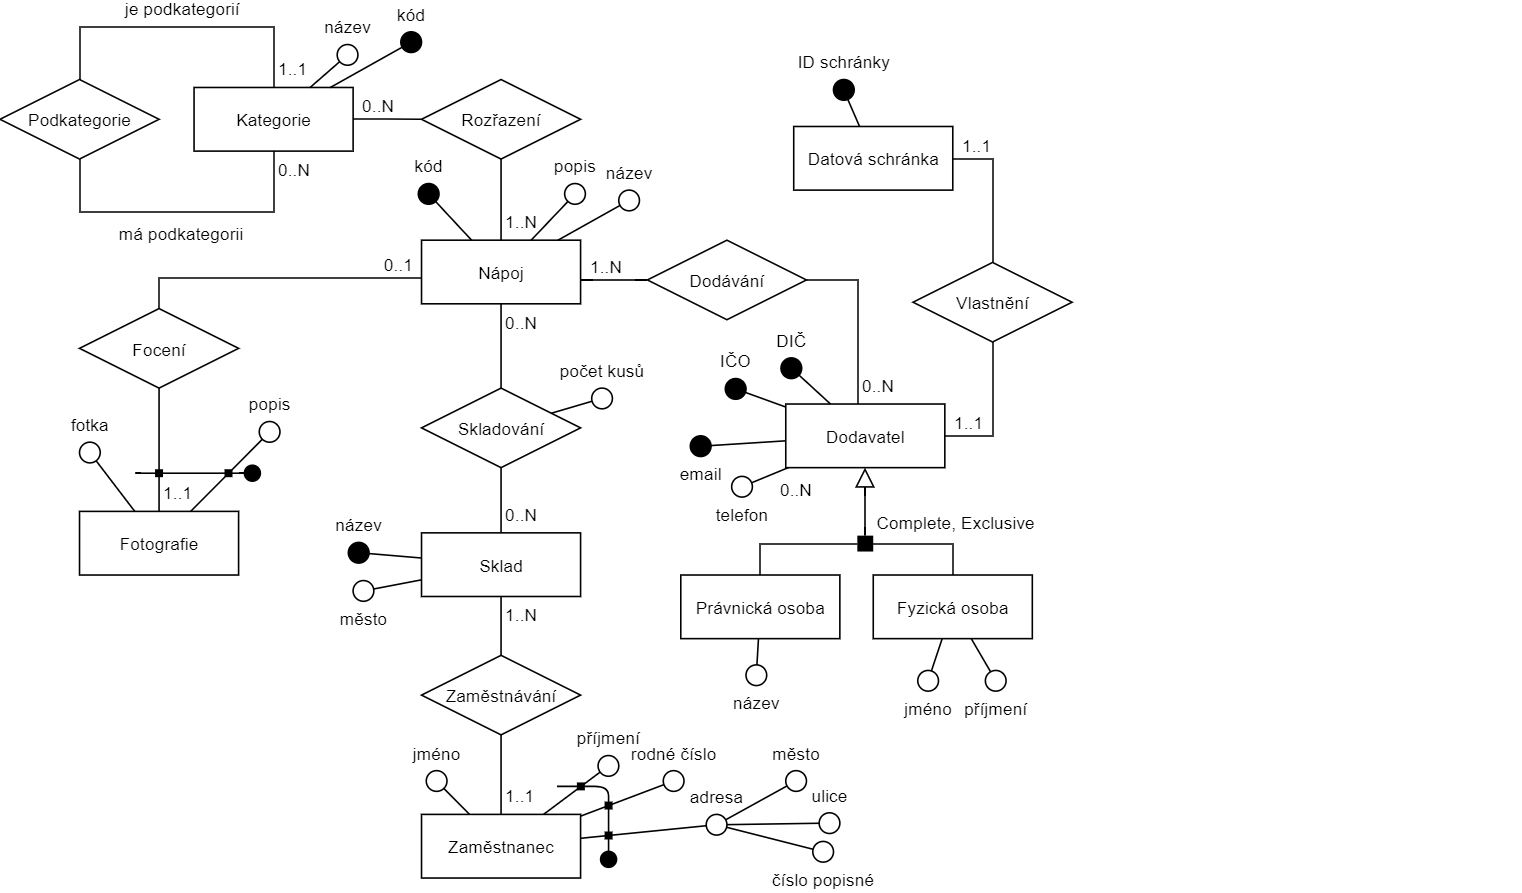 je podkategorií
kód
název
1..1
ID schránky
Podkategorie
Kategorie
0..N
Rozřazení
1..1
Datová schránka
0..N
kód
popis
název
má podkategorii
1..N
0..1
Nápoj
1..N
Dodávání
Vlastnění
0..N
Focení
DIČ
IČO
počet kusů
0..N
popis
fotka
Skladování
Dodavatel
1..1
email
0..N
1..1
telefon
název
0..N
Complete, Exclusive
Fotografie
Sklad
město
1..N
Právnická osoba
Fyzická osoba
Zaměstnávání
název
jméno
příjmení
příjmení
jméno
rodné číslo
město
1..1
adresa
ulice
Zaměstnanec
číslo popisné